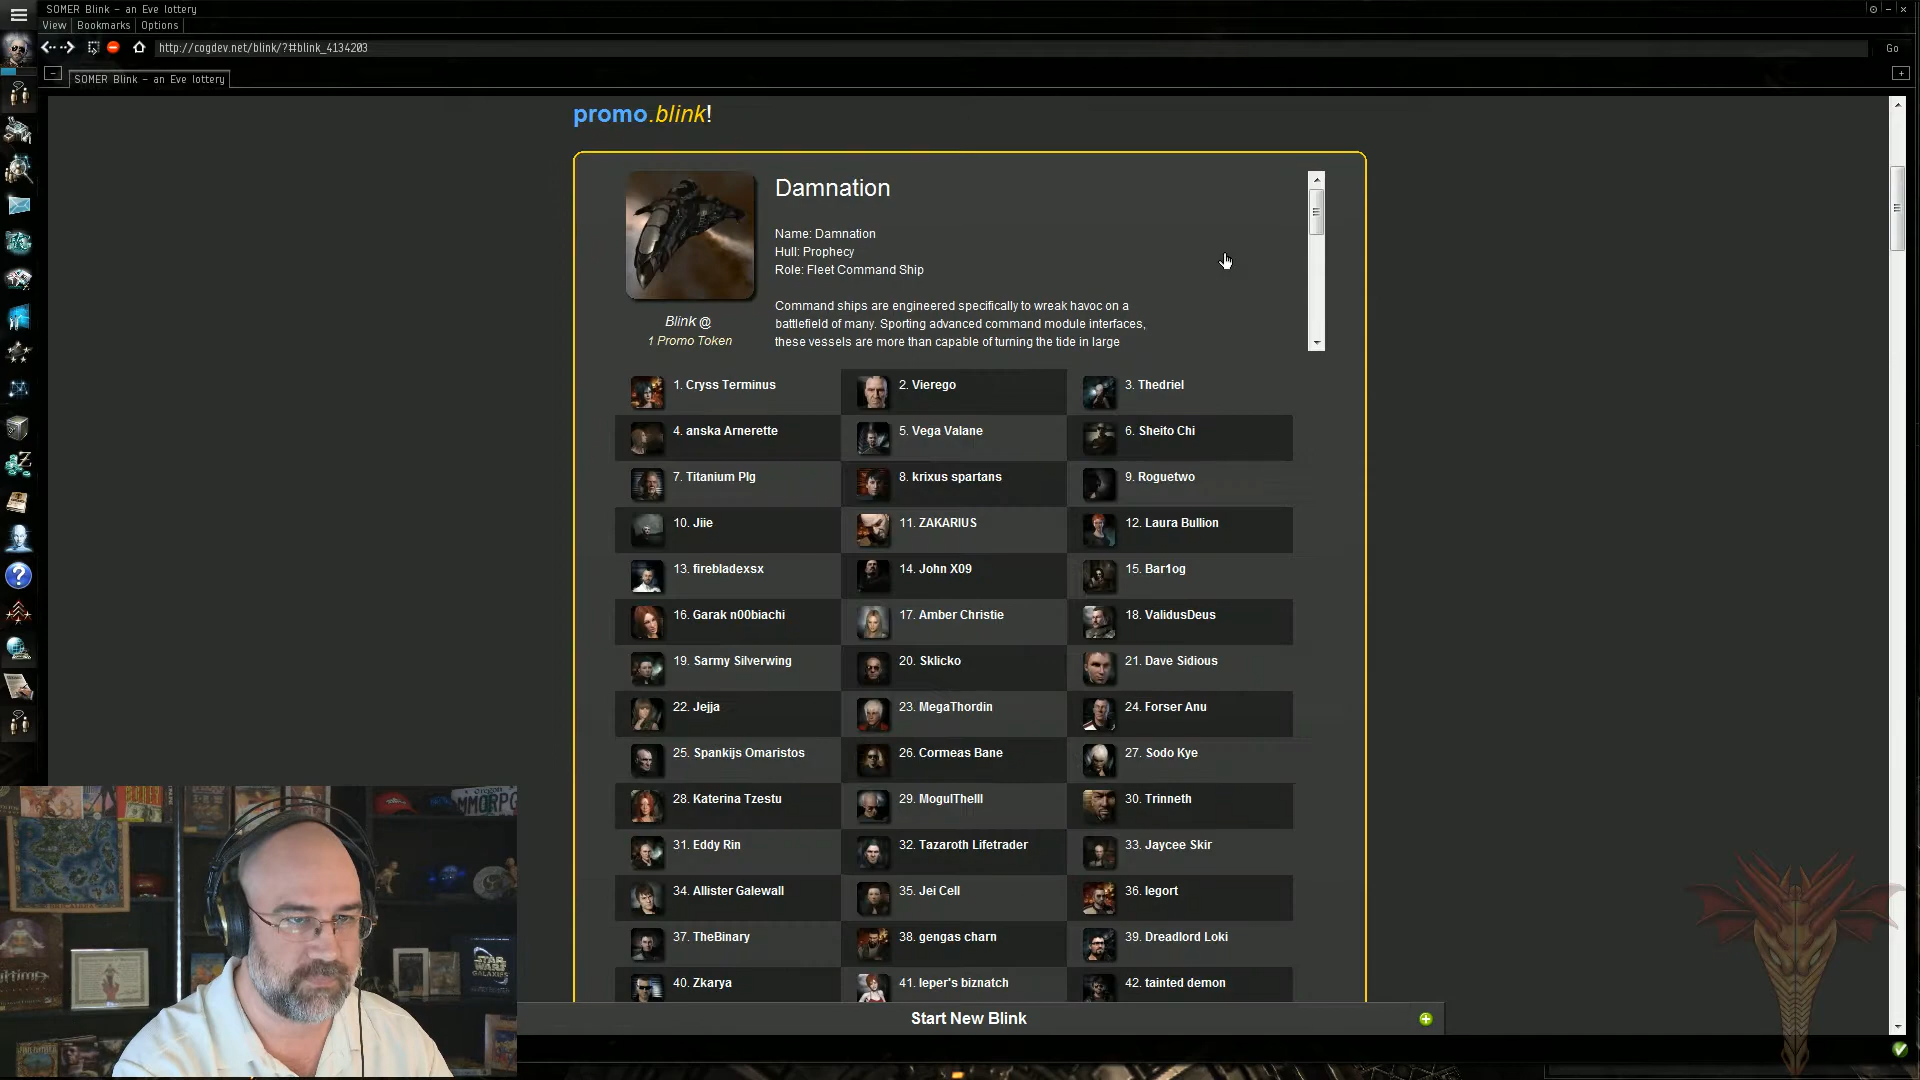 SOMER Blink – an Eve lottery
View Bookmarks Options
http://cogdev.net/blink/?#blink_4134203
Go
SOMER Blink – an Eve lottery
promo.blink!
Damnation
Name: Damnation
Hull: Prophecy
Role: Fleet Command Ship
Command ships are engineered specifically to wreak havoc on a
battlefield of many. Sporting advanced command module interfaces,
these vessels are more than capable of turning the tide in large
Blink @
1 Promo Token
1. Cryss Terminus
2. Vierego
3. Thedriel
4. anska Arnerette
5. Vega Valane
6. Sheito Chi
7. Titanium Plg
8. krixus spartans
9. Roguetwo
10. Jiie
11. ZAKARIUS
12. Laura Bullion
13. firebladexsx
14. John X09
15. Bar1og
16. Garak n00biachi
17. Amber Christie
18. ValidusDeus
19. Sarmy Silverwing
20. Sklicko
21. Dave Sidious
22. Jejja
23. MegaThordin
24. Forser Anu
25. Spankijs Omaristos
26. Cormeas Bane
27. Sodo Kye
28. Katerina Tzestu
29. MogulTheIII
30. Trinneth
31. Eddy Rin
32. Tazaroth Lifetrader
33. Jaycee Skir
34. Allister Galewall
35. Jei Cell
36. legort
37. TheBinary
38. gengas charn
39. Dreadlord Loki
40. Zkarya
41. leper's biznatch
42. tainted demon
Start New Blink
MMORPG
STAR WARS GALAXIES